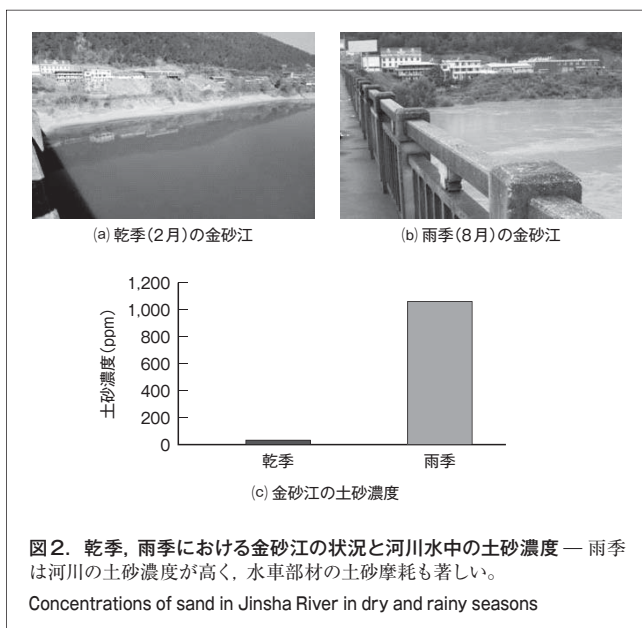 (a) 乾季(2月)の金砂江
(b) 雨季(8月)の金砂江
1,200
1,000
800
600
400
200
0
土砂濃度(ppm)
乾季
雨季
(c) 金砂江の土砂濃度
図2. 乾季, 雨季における金砂江の状況と河川水中の土砂濃度 — 雨季
は河川の土砂濃度が高く, 水車部材の土砂摩耗も著しい。
Concentrations of sand in Jinsha River in dry and rainy seasons